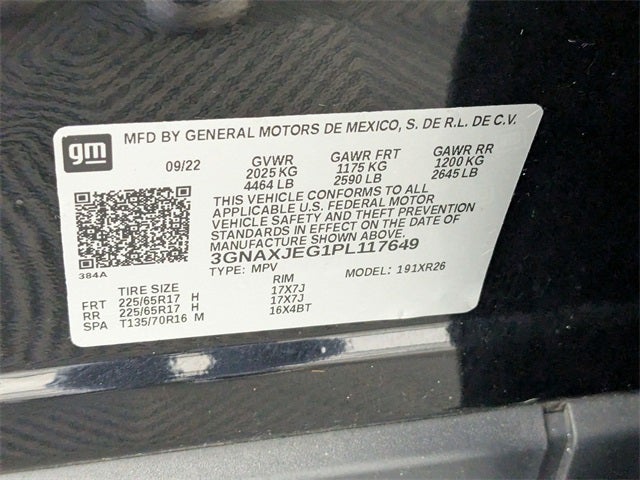 gm
MFD BY GENERAL MOTORS DE MEXICO, S. DE R.L. DE C.V.
09/22 GVWR GAWR FRT GAWR RR
2025 KG 1175 KG 1200 KG
4464 LB 2590 LB 2645 LB
THIS VEHICLE CONFORMS TO ALL
APPLICABLE U.S. FEDERAL MOTOR
VEHICLE SAFETY AND THEFT PREVENTION
STANDARDS IN EFFECT ON THE DATE OF
MANUFACTURE SHOWN ABOVE.
3GNAXJEG1PL117649
384A
TYPE: MPV MODEL: 191XR26
TIRE SIZE RIM
FRT 225/65R17 H 17X7J
RR 225/65R17 H 17X7J
SPA T135/70R16 M 16X4BT